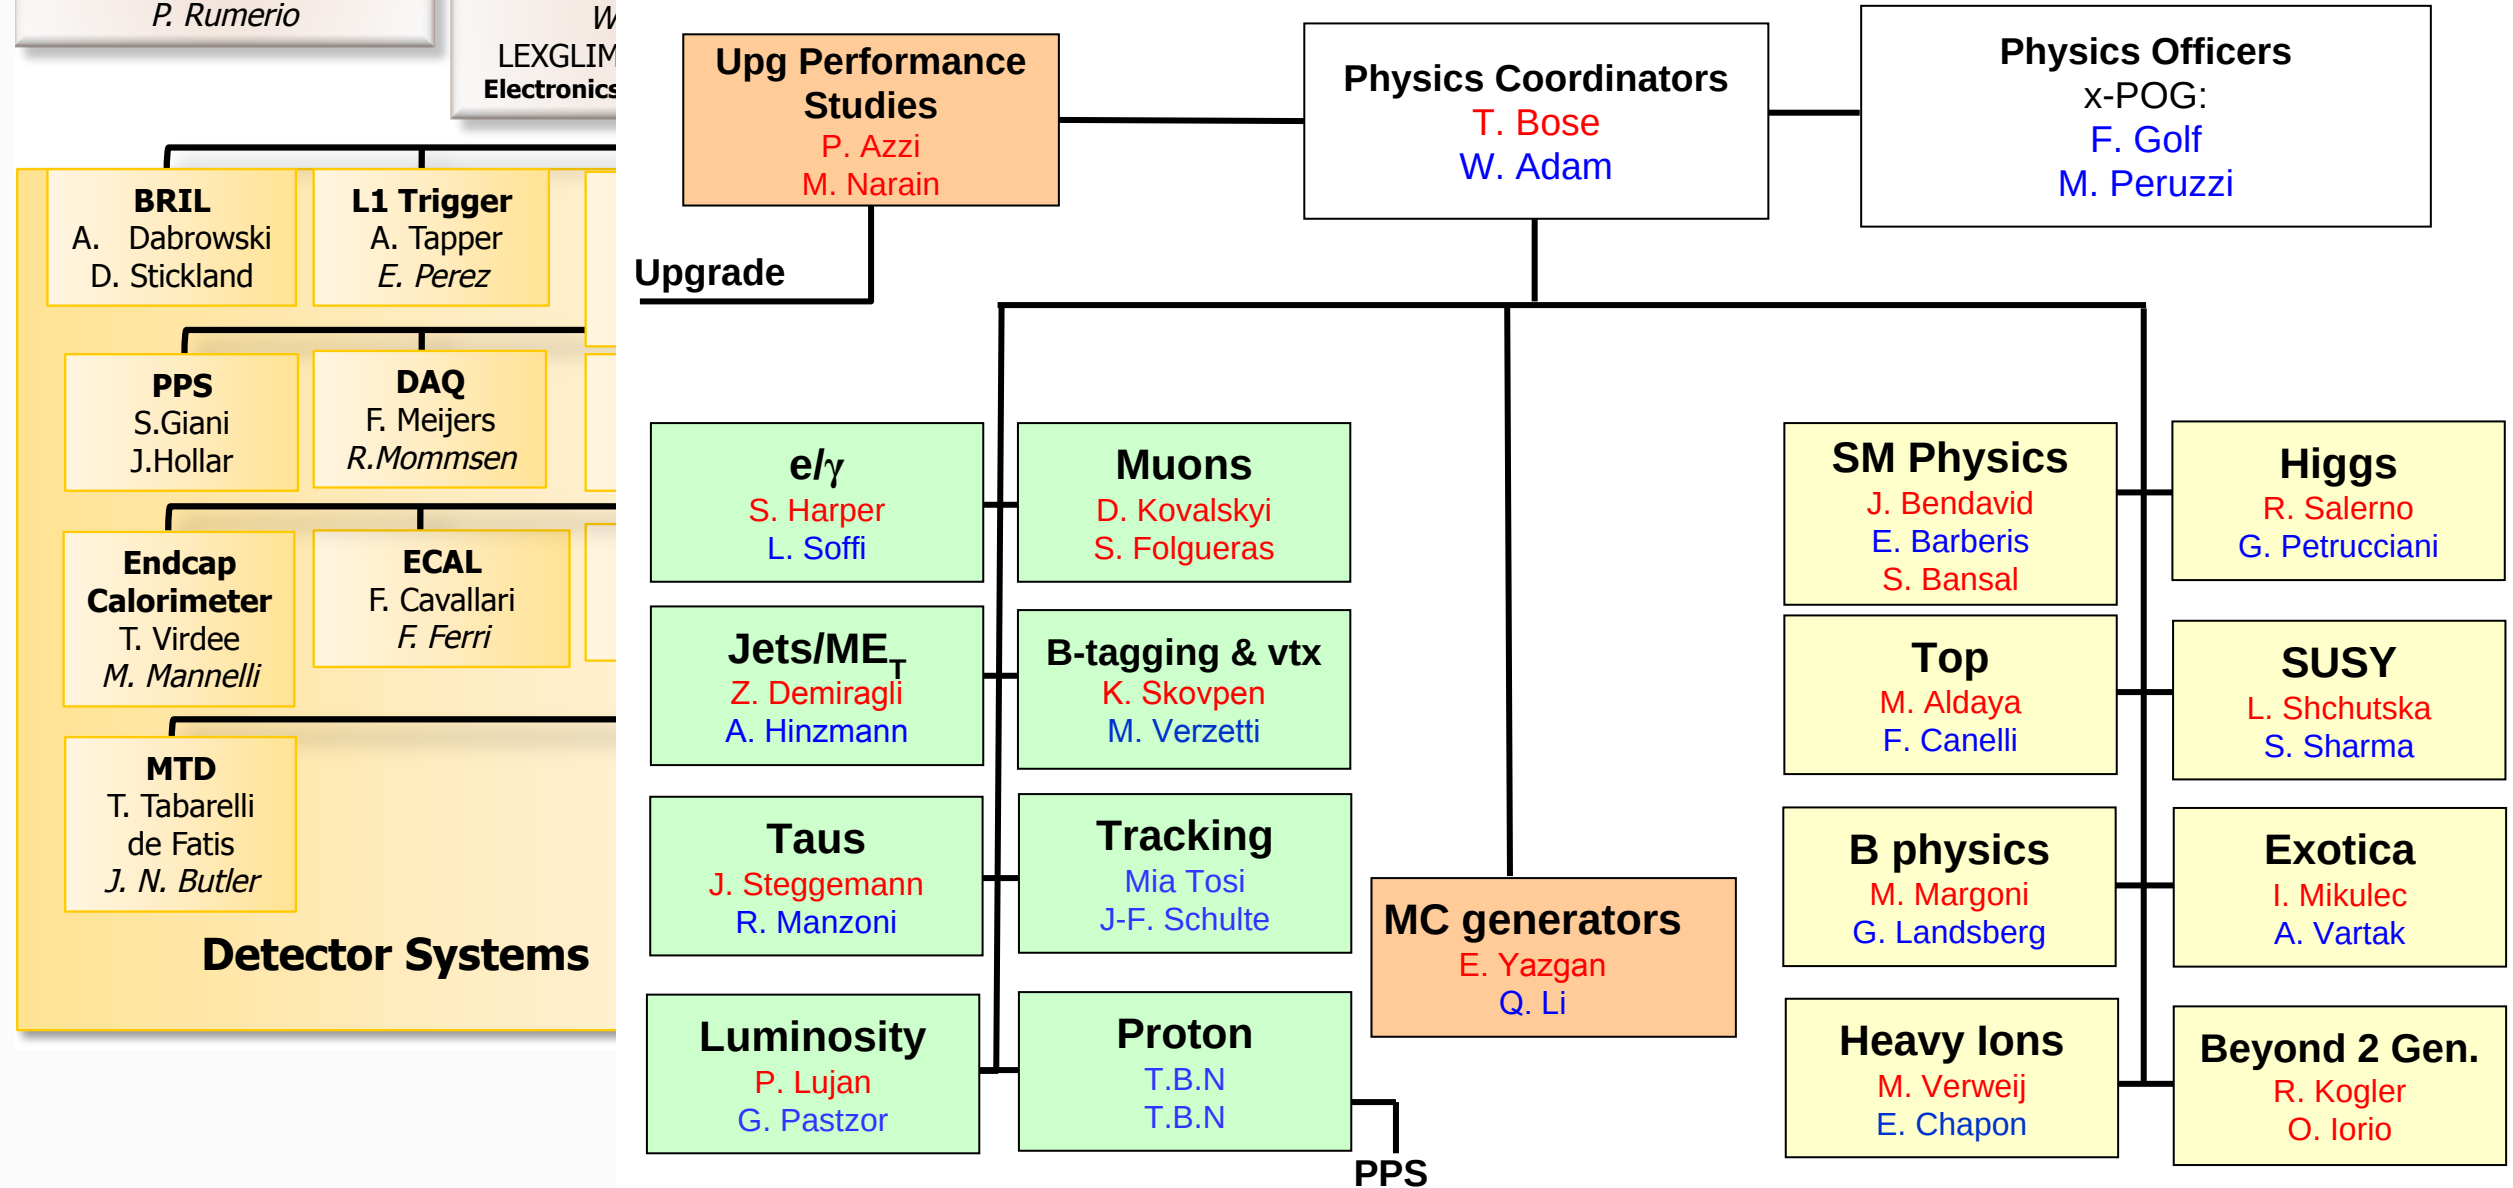 P. Rumerio
LEXGLIM
Electronics
BRIL
A. Dabrowski
D. Stickland
L1 Trigger
A. Tapper
E. Perez
PPS
S.Giani
J.Hollar
DAQ
F. Meijers
R.Mommsen
Endcap
Calorimeter
T. Virdee
M. Mannelli
ECAL
F. Cavallari
F. Ferri
MTD
T. Tabarelli
de Fatis
J. N. Butler
Detector Systems
Upg Performance
Studies
P. Azzi
M. Narain
Upgrade
Physics Coordinators
T. Bose
W. Adam
Physics Officers
x-POG:
F. Golf
M. Peruzzi
e/γ
S. Harper
L. Soffi
Muons
D. Kovalskyi
S. Folgueras
Jets/MET
Z. Demiragli
A. Hinzmann
B-tagging & vtx
K. Skovpen
M. Verzetti
Taus
J. Steggemann
R. Manzoni
Tracking
Mia Tosi
J-F. Schulte
Luminosity
P. Lujan
G. Pastzor
Proton
T.B.N
T.B.N
PPS
MC generators
E. Yazgan
Q. Li
SM Physics
J. Bendavid
E. Barberis
S. Bansal
Higgs
R. Salerno
G. Petrucciani
Top
M. Aldaya
F. Canelli
SUSY
L. Shchutska
S. Sharma
B physics
M. Margoni
G. Landsberg
Exotica
I. Mikulec
A. Vartak
Heavy Ions
M. Verweij
E. Chapon
Beyond 2 Gen.
R. Kogler
O. Iorio